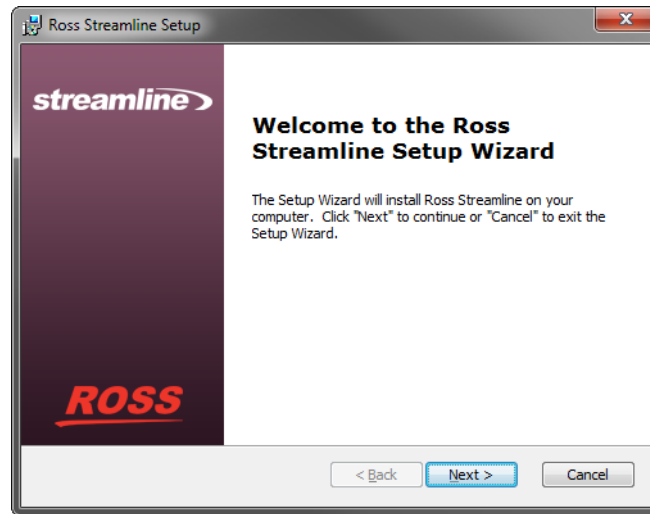 Ross Streamline Setup
streamline
Welcome to the Ross
Streamline Setup Wizard
The Setup Wizard will install Ross Streamline on your
computer. Click "Next" to continue or "Cancel" to exit the
Setup Wizard.
ROSS
< Back
Next >
Cancel